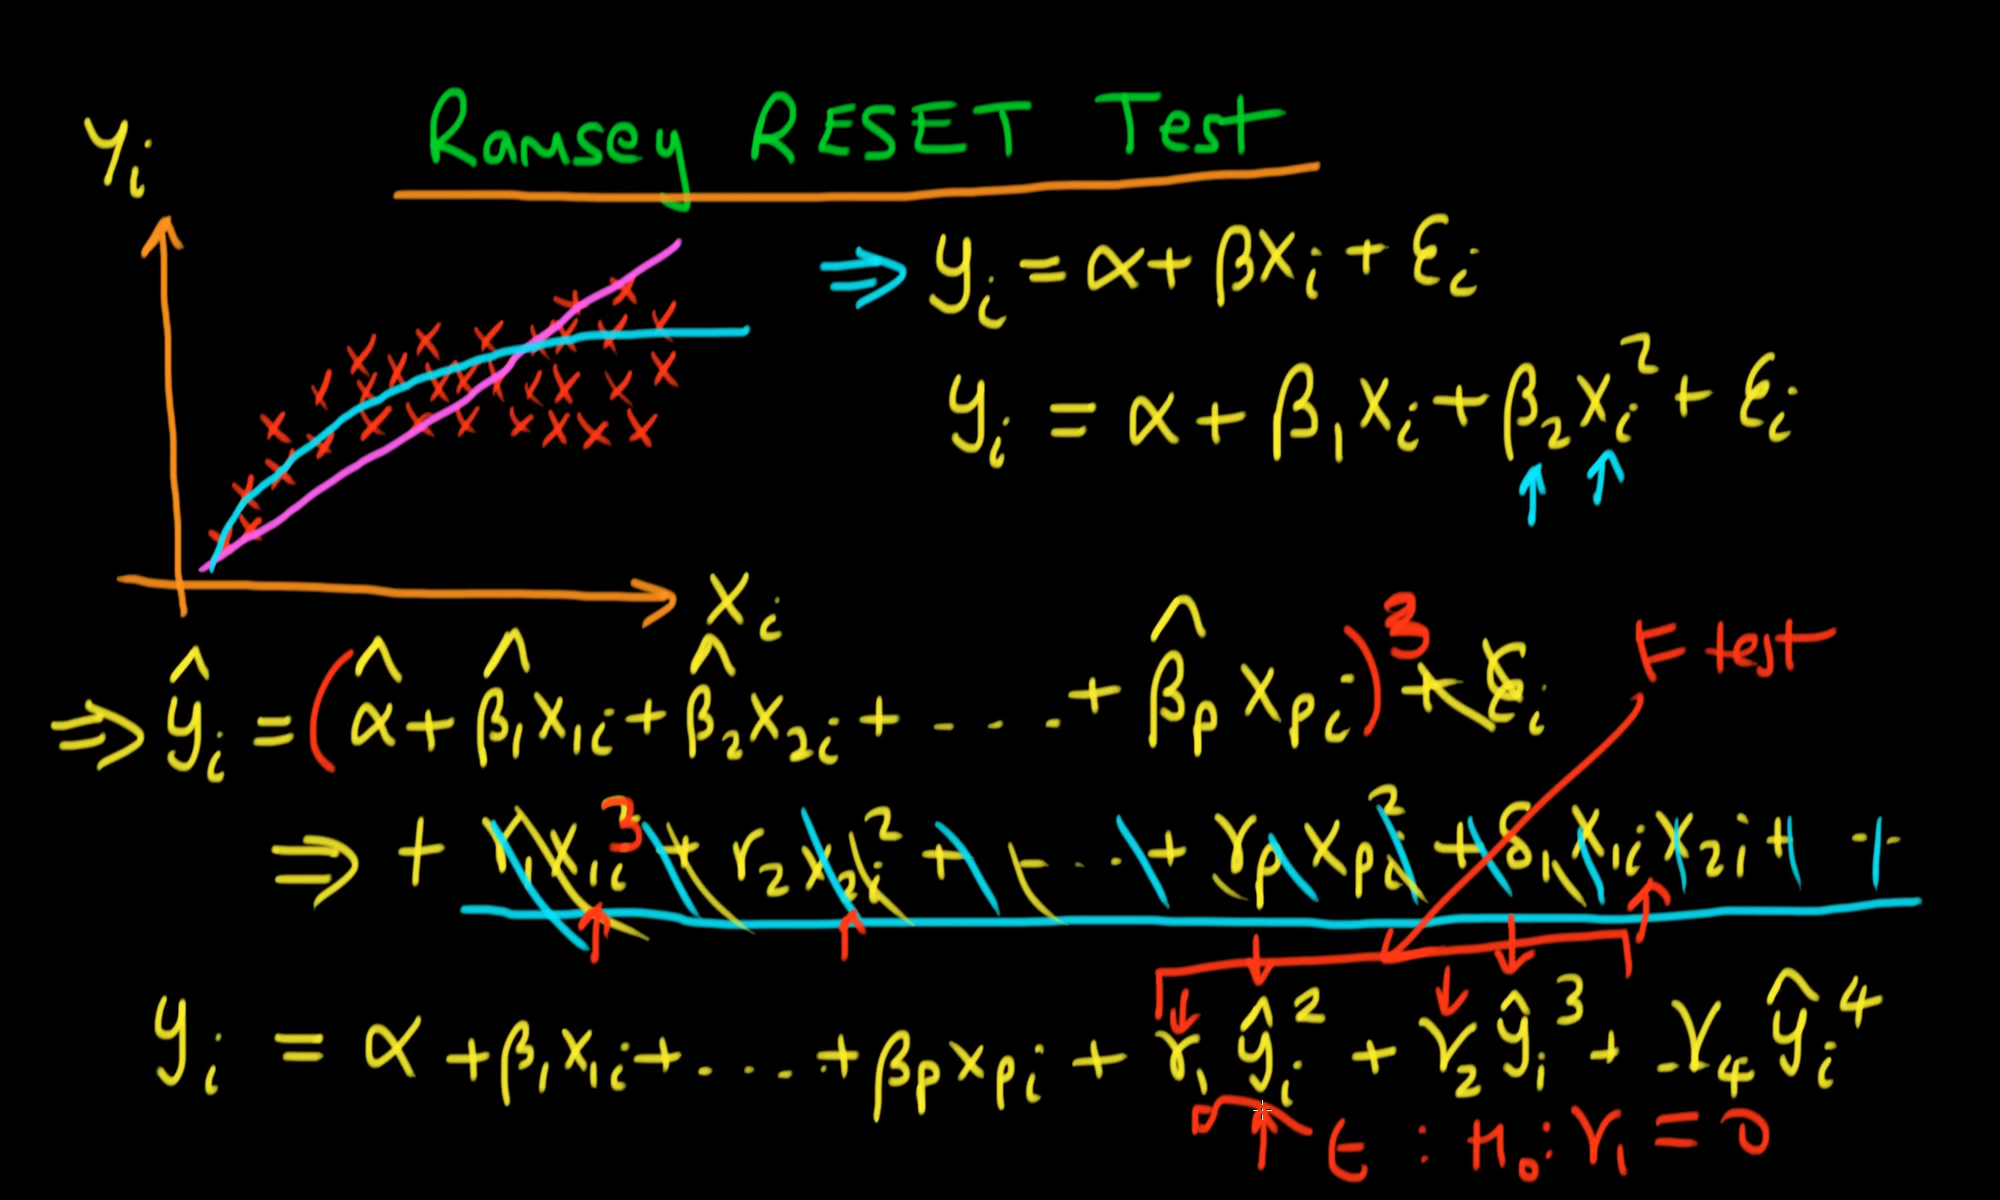 Ramsey RESET Test
Yi
yᵢ = α + βXᵢ + εᵢ
yᵢ = α + β₁Xᵢ + β₂Xᵢ² + εᵢ
Xᵢ
F test
⇒ ŷᵢ = (α̂ + β̂₁X₁ᵢ + β̂₂X₂ᵢ + .... + β̂ₚXₚᵢ)³ + εᵢ
⇒ + γ₁X₁ᵢ³ + γ₂X₂ᵢ² + .... + γₚXₚᵢ² + δ₁X₁ᵢX₂ᵢ + ..
yᵢ = α + β₁X₁ᵢ + .... + βₚXₚᵢ + γ₁ŷᵢ² + γ₂ŷᵢ³ + γ₄ŷᵢ⁴
t : H₀ : γ₁ = 0